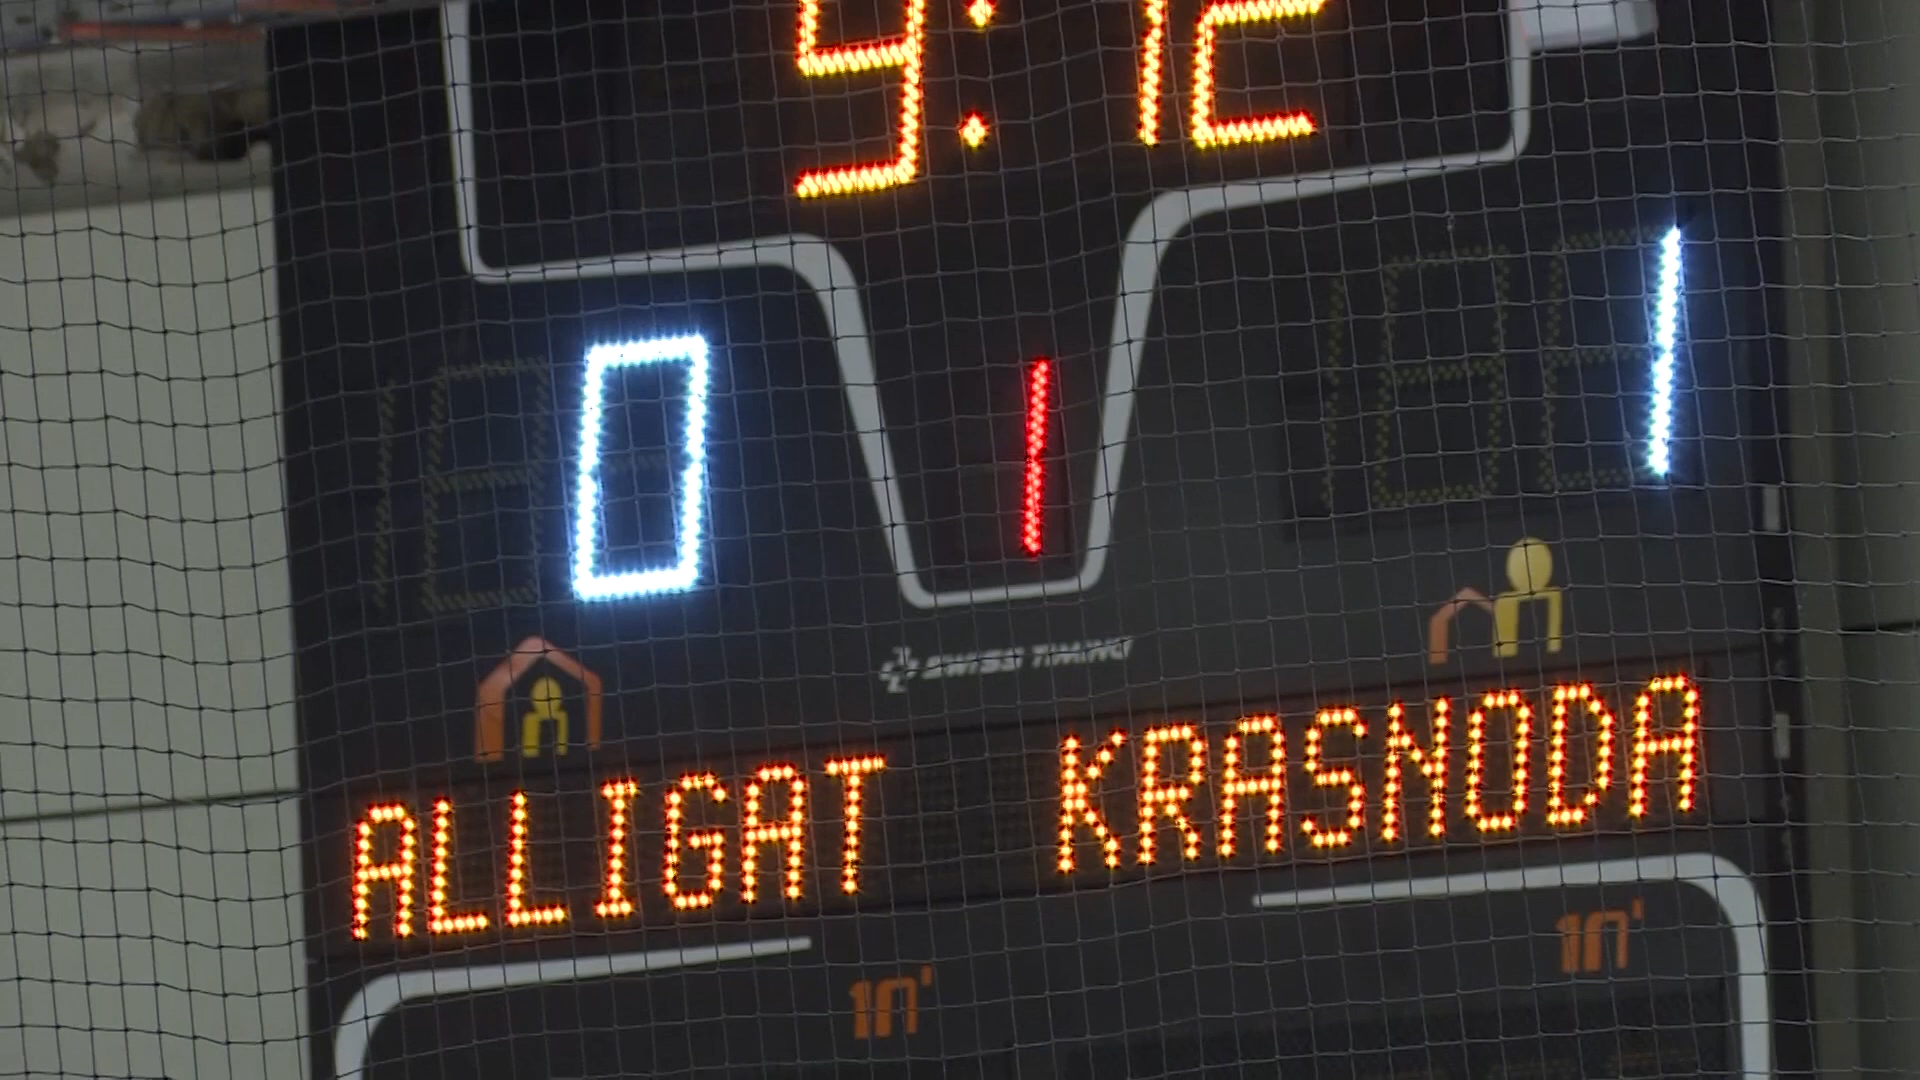 9:12
0 1 1
SWISS TIMING
ALLIGAT KRASNODA
10' 10'